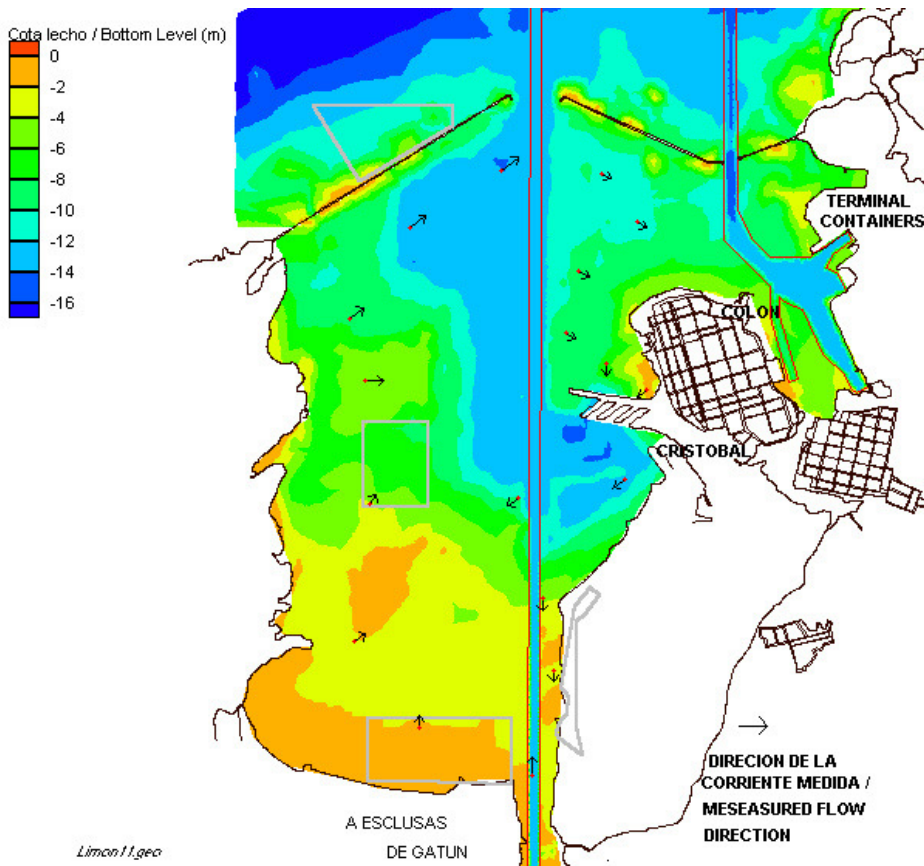 Cota lecho / Bottom Level (m)
0
-2
-4
-6
-8
-10
-12
-14
-16
TERMINAL
CONTAINERS
COLON
CRISTOBAL
DIRECION DE LA
CORRIENTE MEDIDA /
MESEASURED FLOW
DIRECTION
A ESCLUSAS
DE GATUN
Limon11.geo